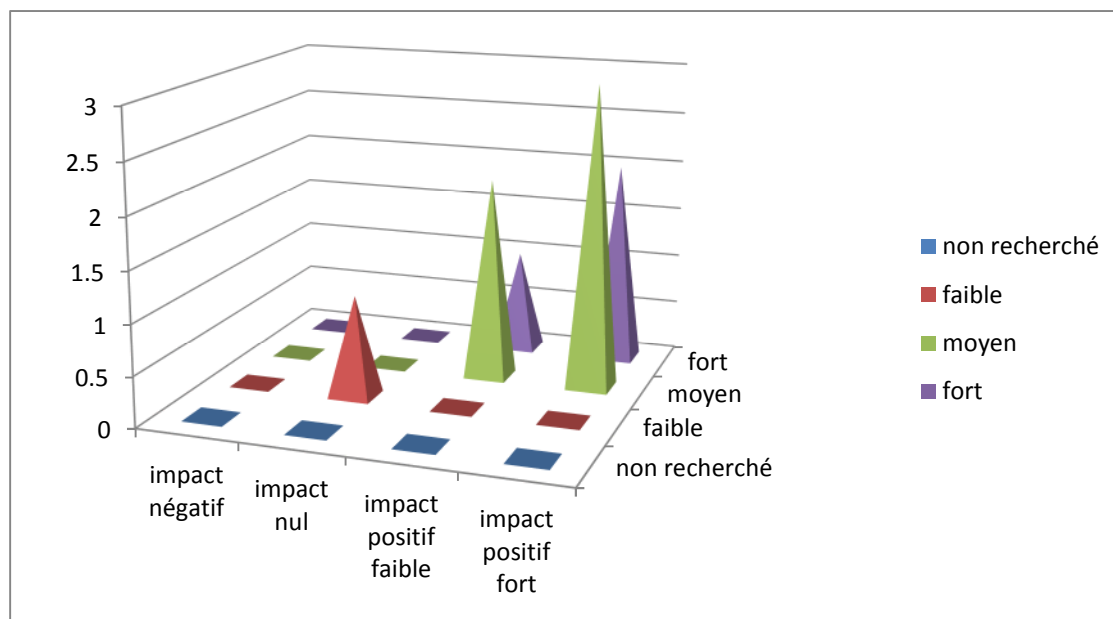 3
2.5
2
1.5
1
0.5
0
impact
négatif
impact
nul
impact
positif
faible
impact
positif
fort
fort
moyen
faible
non recherché
non recherché
faible
moyen
fort